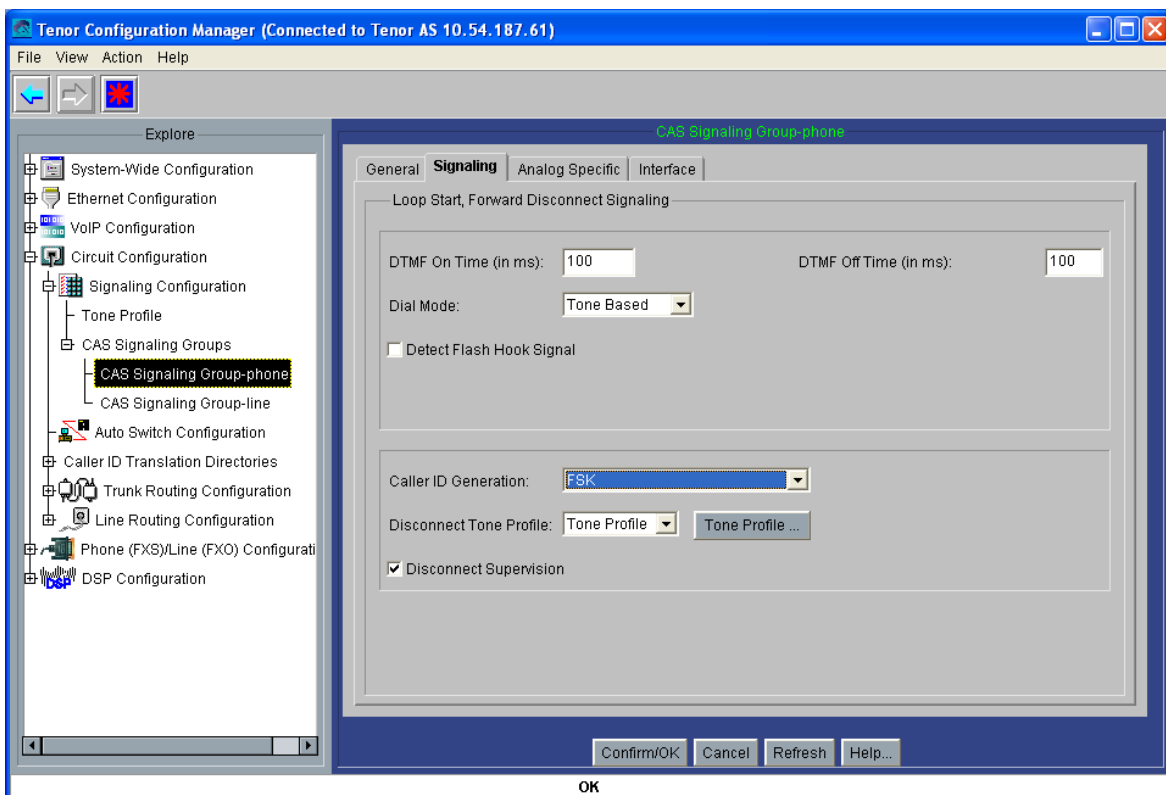 Tenor Configuration Manager (Connected to Tenor AS 10.54.187.61)
File View Action Help
Explore
System-Wide Configuration
Ethernet Configuration
VoIP Configuration
Circuit Configuration
Signaling Configuration
Tone Profile
CAS Signaling Groups
CAS Signaling Group-phone
CAS Signaling Group-line
Auto Switch Configuration
Caller ID Translation Directories
Trunk Routing Configuration
Line Routing Configuration
Phone (FXS)/Line (FXO) Configurati
DSP DSP Configuration
CAS Signaling Group-phone
General Signaling Analog Specific Interface
Loop Start, Forward Disconnect Signaling
DTMF On Time (in ms): 100 DTMF Off Time (in ms): 100
Dial Mode: Tone Based
Detect Flash Hook Signal
Caller ID Generation: FSK
Disconnect Tone Profile: Tone Profile Tone Profile ...
Disconnect Supervision
Confirm/OK Cancel Refresh Help...
OK